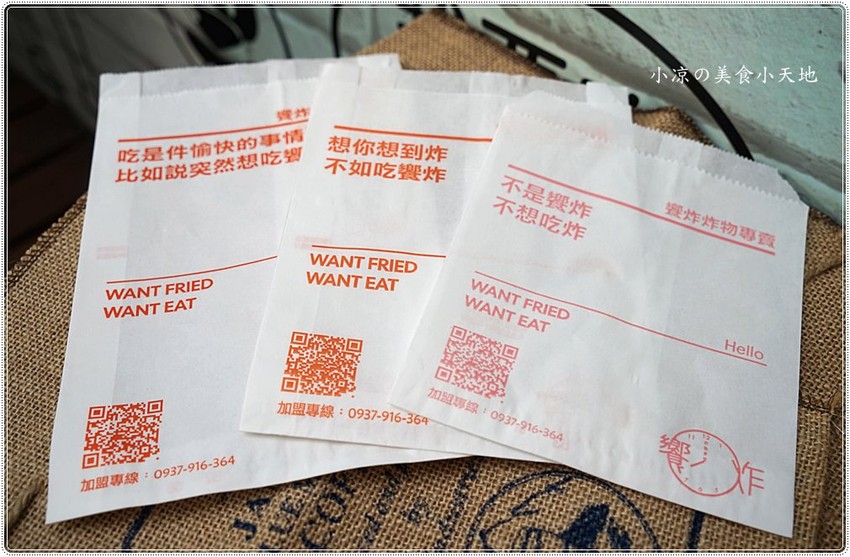 小凉の美食小天地
饗炸
吃是件愉快的事情
比如説突然想吃饗
WANT FRIED
WANT EAT
加盟專線：0937-916-364
想你想到炸
不如吃饗炸
WANT FRIED
WANT EAT
加盟專線：0937-916-364
不是饗炸
不想吃炸
饗炸炸物專賣
WANT FRIED
WANT EAT
Hello
加盟專線：0937-916-364
饗炸